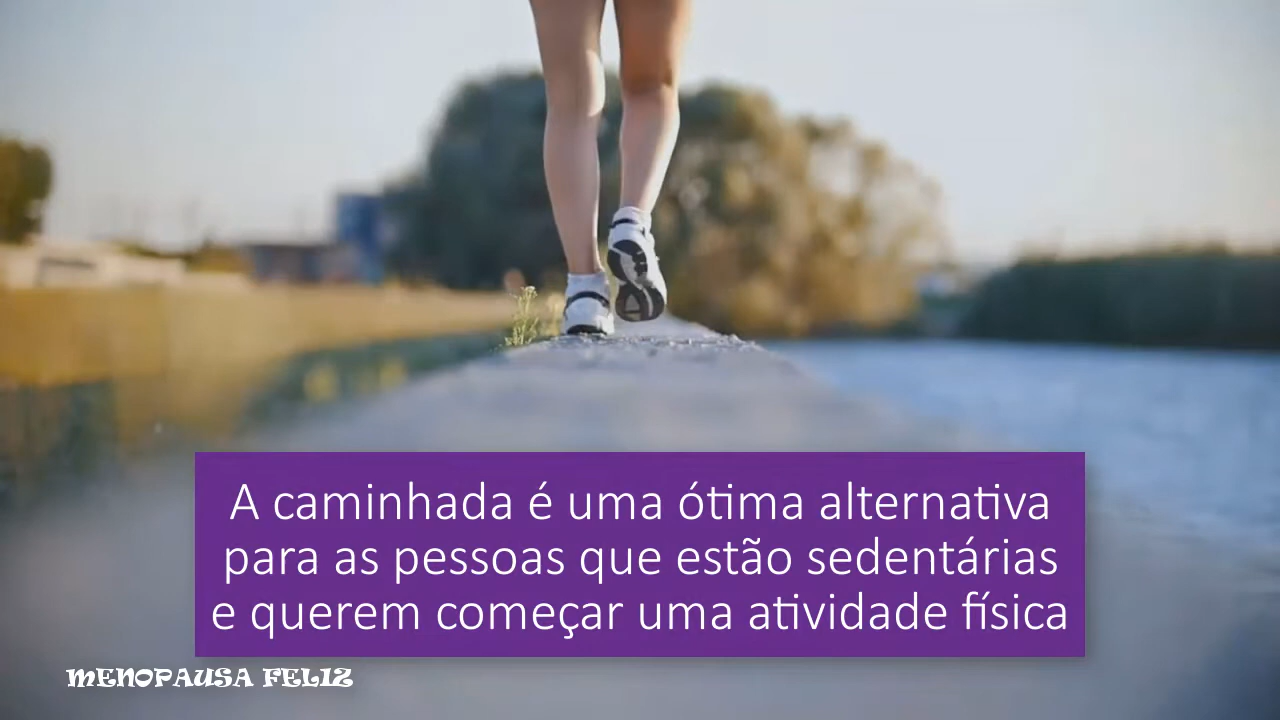 A caminhada é uma ótima alternativa
para as pessoas que estão sedentárias
e querem começar uma atividade física
MENOPAUSA FELIZ